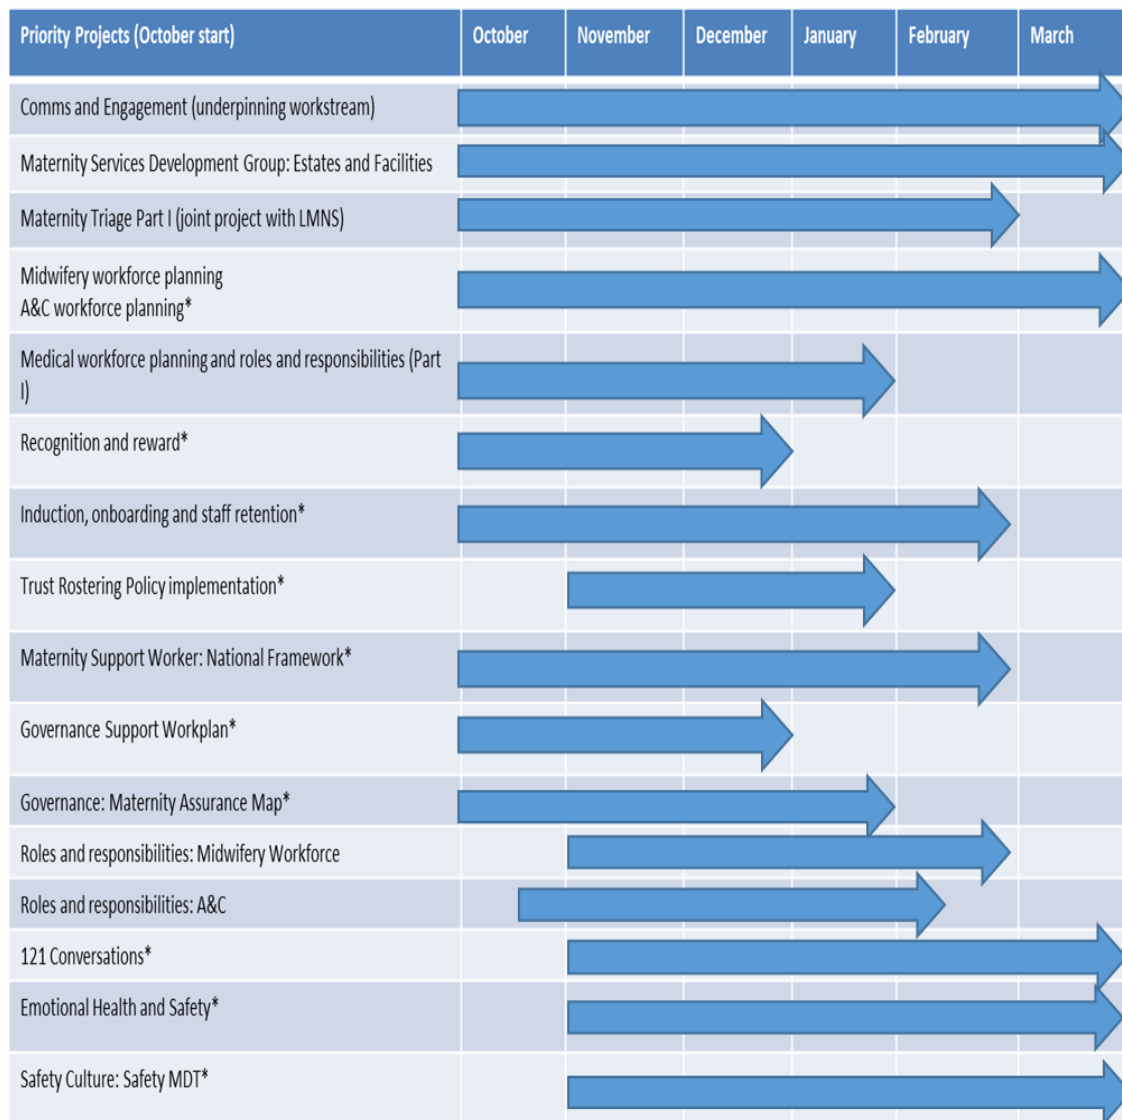 Priority Projects (October start) October November December January February March
Comms and Engagement (underpinning workstream)
Maternity Services Development Group: Estates and Facilities
Maternity Triage Part I (joint project with LMNS)
Midwifery workforce planning
A&C workforce planning*
Medical workforce planning and roles and responsibilities (Part
I)
Recognition and reward*
Induction, onboarding and staff retention*
Trust Rostering Policy implementation*
Maternity Support Worker: National Framework*
Governance Support Workplan*
Governance: Maternity Assurance Map*
Roles and responsibilities: Midwifery Workforce
Roles and responsibilities: A&C
121 Conversations*
Emotional Health and Safety*
Safety Culture: Safety MDT*